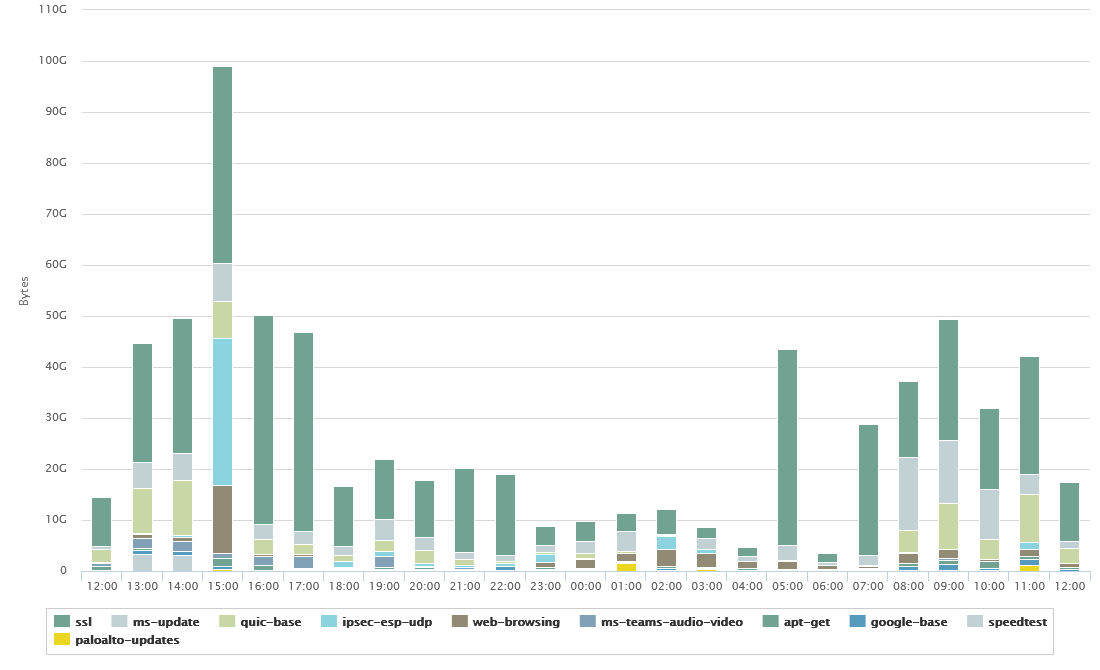 110G
100G
90G
80G
70G
60G
50G
40G
30G
20G
10G
0
Bytes
12:00 13:00 14:00 15:00 16:00 17:00 18:00 19:00 20:00 21:00 22:00 23:00 00:00 01:00 02:00 03:00 04:00 05:00 06:00 07:00 08:00 09:00 10:00 11:00 12:00
ssl ms-update quic-base ipsec-esp-udp web-browsing ms-teams-audio-video apt-get google-base speedtest
paloalto-updates